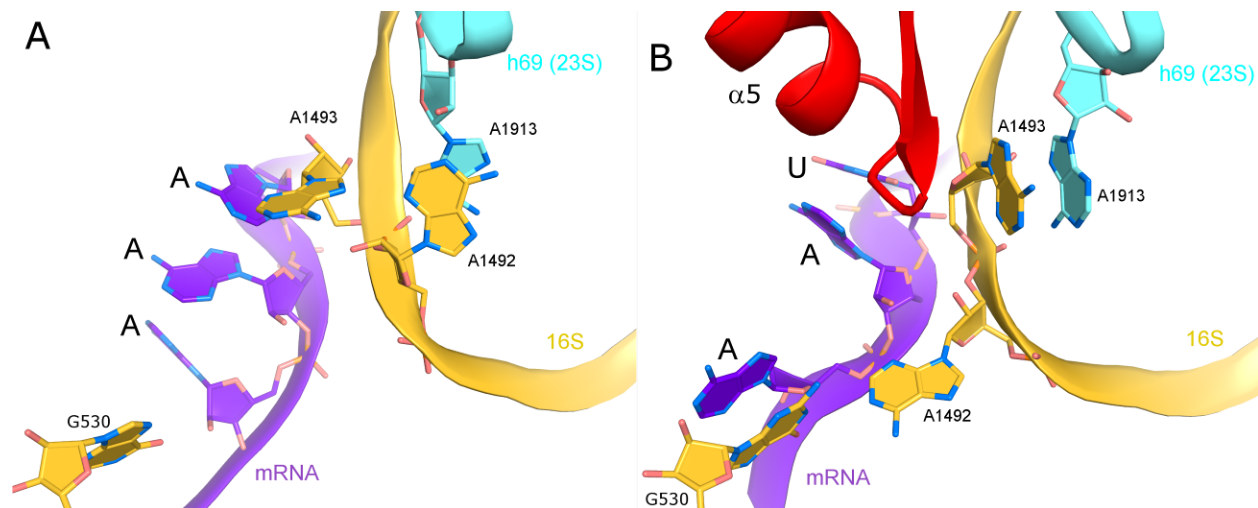 A
h69 (23S)
A1493
A1913
A
A
A1492
A
16S
G530
mRNA
B
h69 (23S)
α5
A1493
U
A1913
A
16S
A
A1492
mRNA
G530